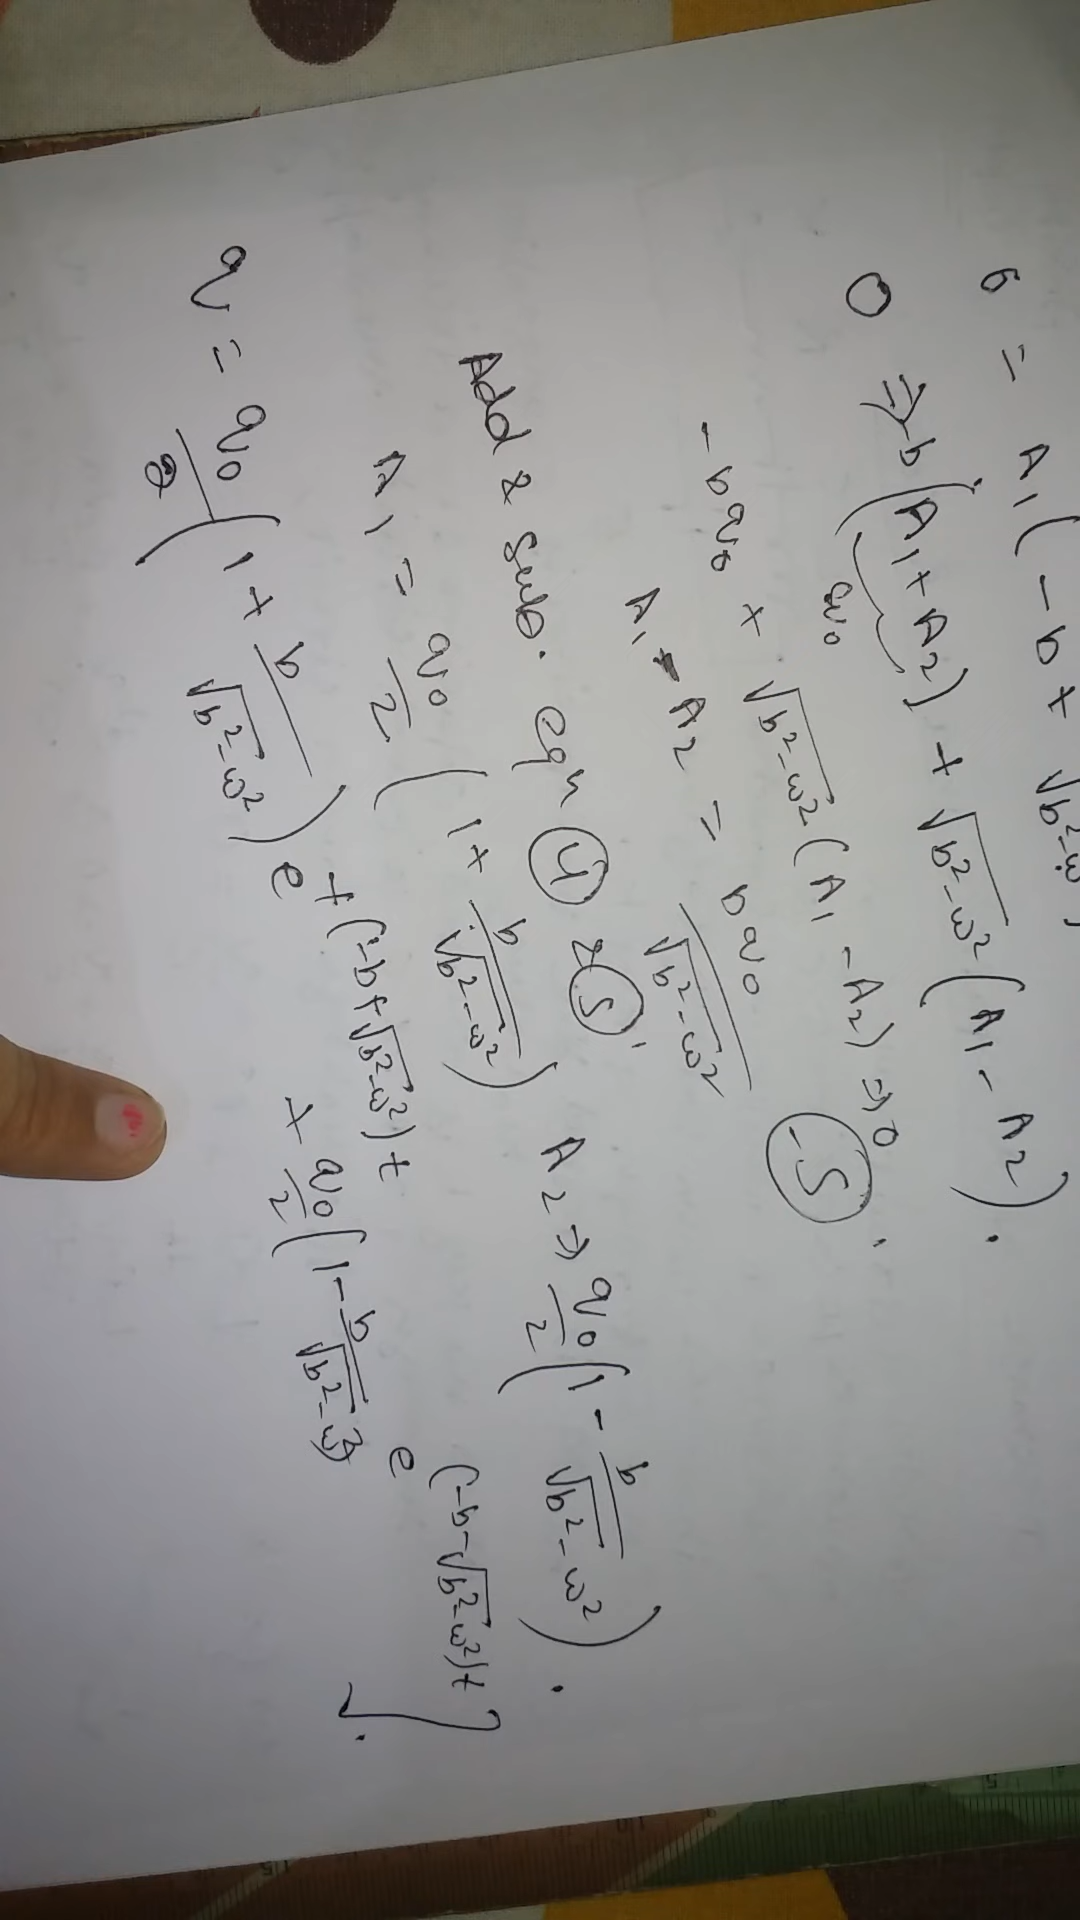 0 = A₁(-b + √b²-ω²
0 ⇒ -b(A₁+A₂) + √b²-ω² (A₁-A₂).
q₀
-bq₀ + √b²-ω² (A₁-A₂) ⇒ 0
A₁-A₂ = bq₀/√b²-ω² -5
Add & sub. eqn 4 & 5.
A₁ = q₀/2 (1+ b/√b²-ω²) A₂ ⇒ q₀/2 (1- b/√b²-ω²).
q = q₀/2 (1+ b/√b²-ω²) e^+(-b+√b²-ω²)t + q₀/2 (1- b/√b²-ω²) e^(-b-√b²-ω²)t].